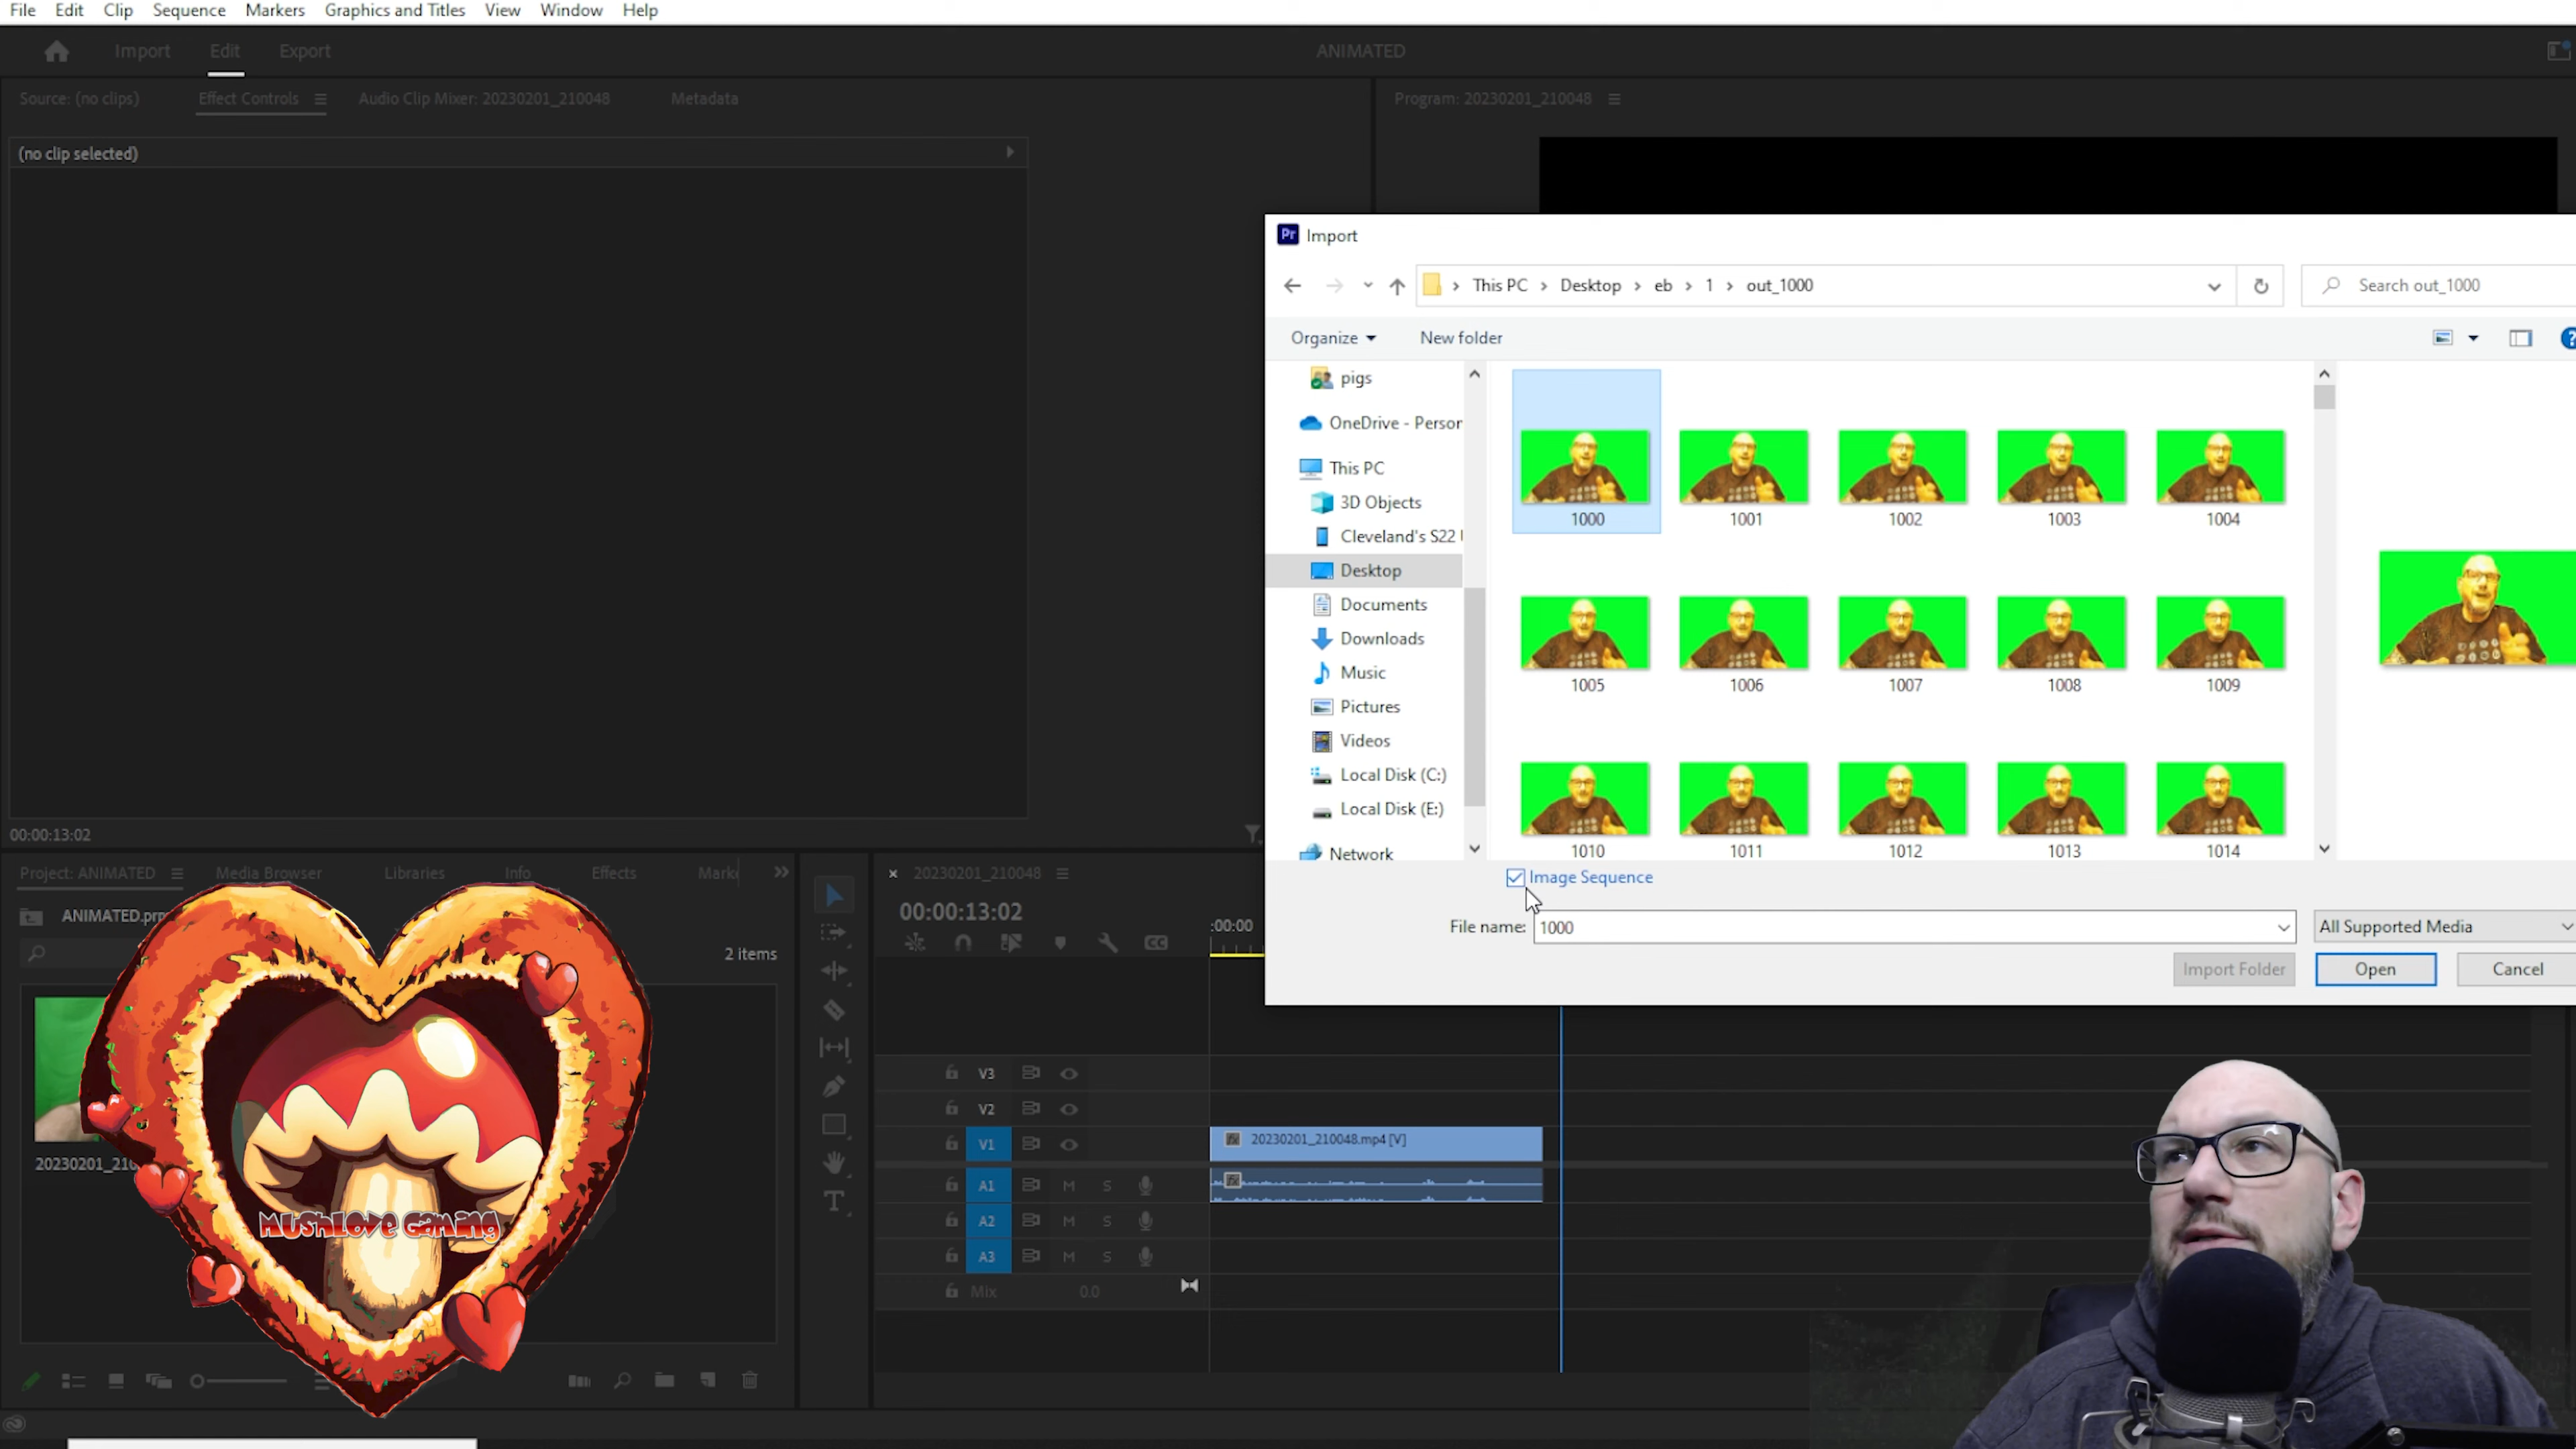 File Edit Clip Sequence Markers Graphics and Titles View Window Help
Import Edit Export
ANIMATED
Source: (no clips) Effect Controls Audio Clip Mixer: 20230201_210048 Metadata
Program: 20230201_210048
(no clip selected)
00:00:13:02
Pr Import
This PC > Desktop > eb > 1 > out_1000
Search out_1000
Organize New folder
pigs
OneDrive - Person
This PC
3D Objects
Cleveland's S22
Desktop
Documents
Downloads
Music
Pictures
Videos
Local Disk (C:)
Local Disk (E:)
Network
1000 1001 1002 1003 1004
1005 1006 1007 1008 1009
1010 1011 1012 1013 1014
Image Sequence
File name: 1000
All Supported Media
Import Folder Open Cancel
Project: ANIMATED Media Browser Libraries Info Effects
ANIMATED.prp
2 items
20230201_210
MUSHLOVE GAMING
20230201_210048
00:00:13:02
:00:00
V3
V2
V1
20230201_210048.mp4 [V]
A1 M S
A2 M S
A3 M S
Mix 0.0